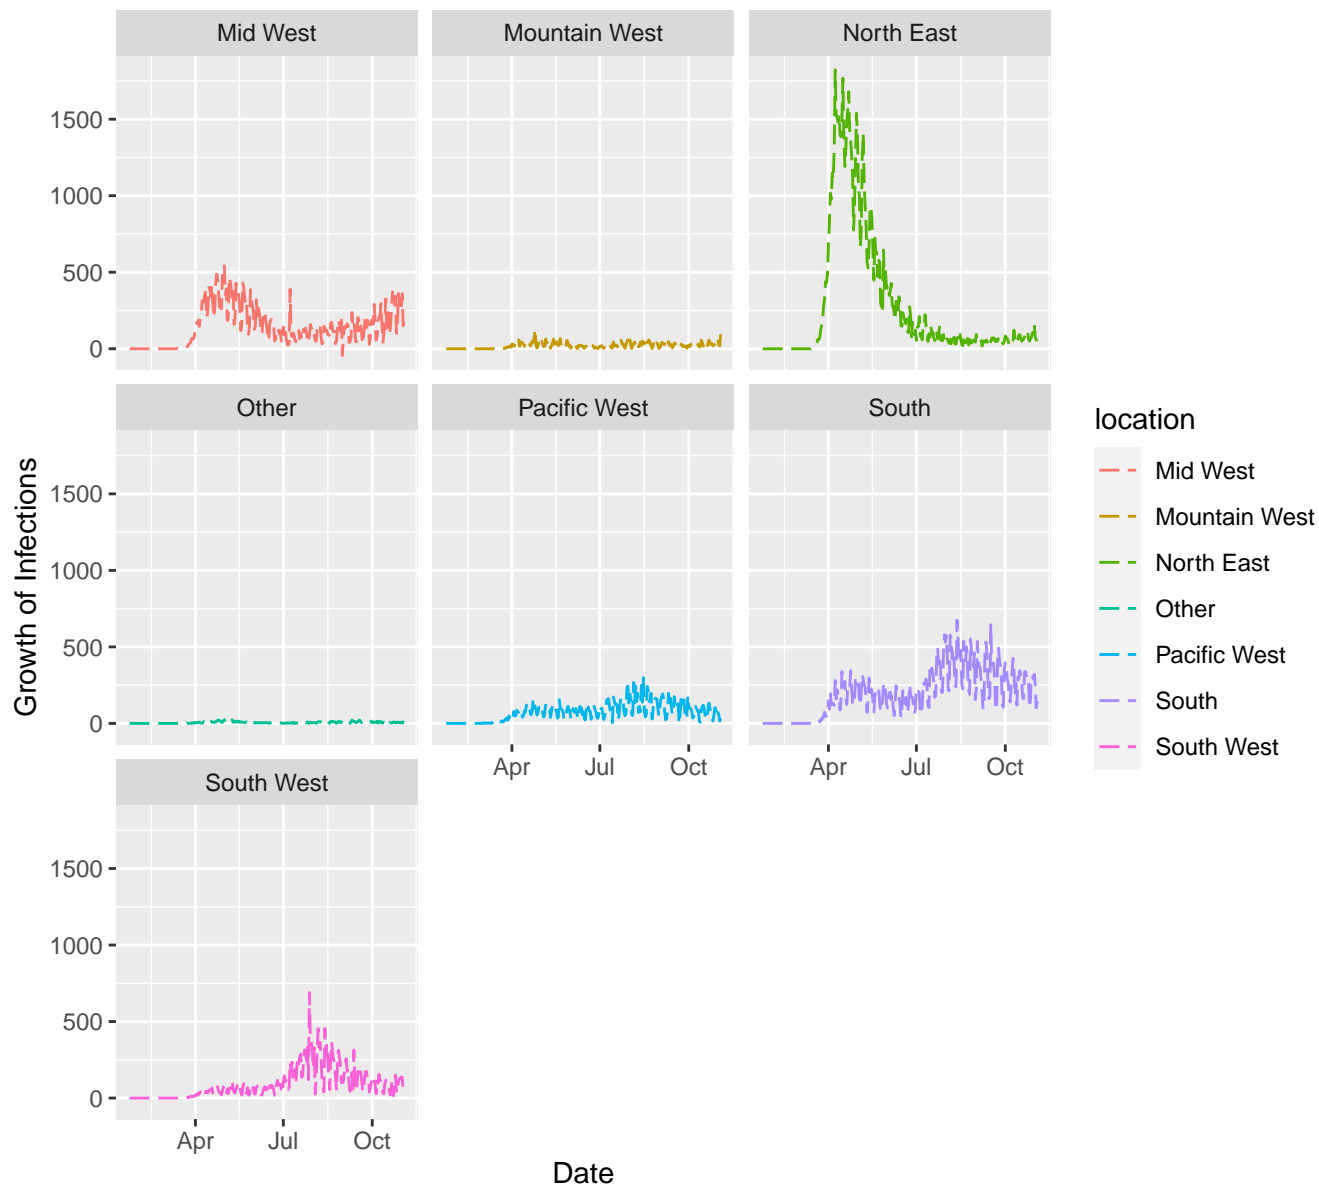 Mid West
Mountain West
North East
1500
1000
500
0
Other
Pacific West
South
1500
1000
500
0
Apr Jul Oct
Apr Jul Oct
South West
1500
1000
500
0
Apr Jul Oct
Date
Growth of Infections
location
Mid West
Mountain West
North East
Other
Pacific West
South
South West